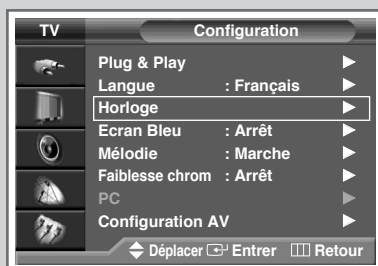 TV Configuration
Plug & Play
Langue : Français
Horloge
Ecran Bleu : Arrêt
Mélodie : Marche
Faiblesse chrom : Arrêt
PC
Configuration AV
Déplacer Entrer Retour